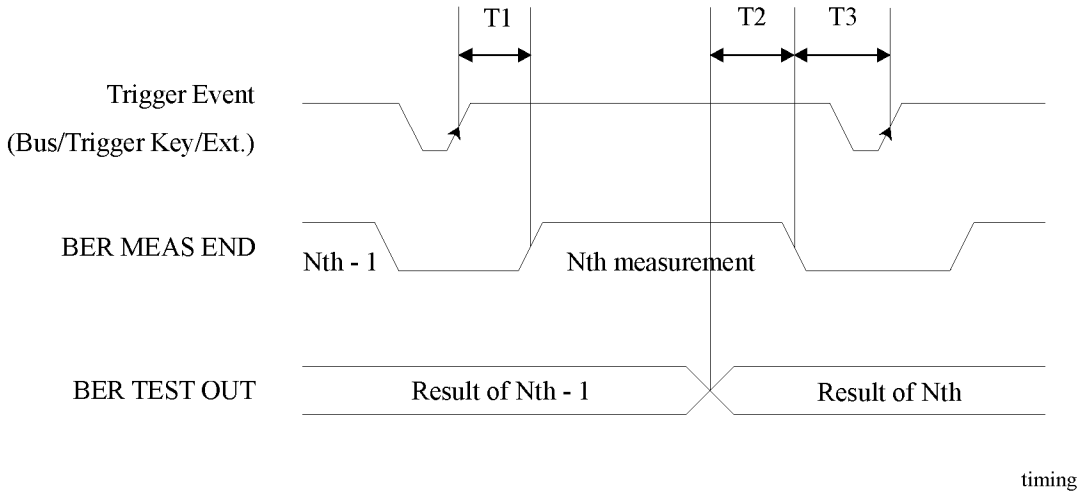 T1 T2 T3
Trigger Event
(Bus/Trigger Key/Ext.)
BER MEAS END
Nth - 1 Nth measurement
BER TEST OUT Result of Nth - 1 Result of Nth
timing